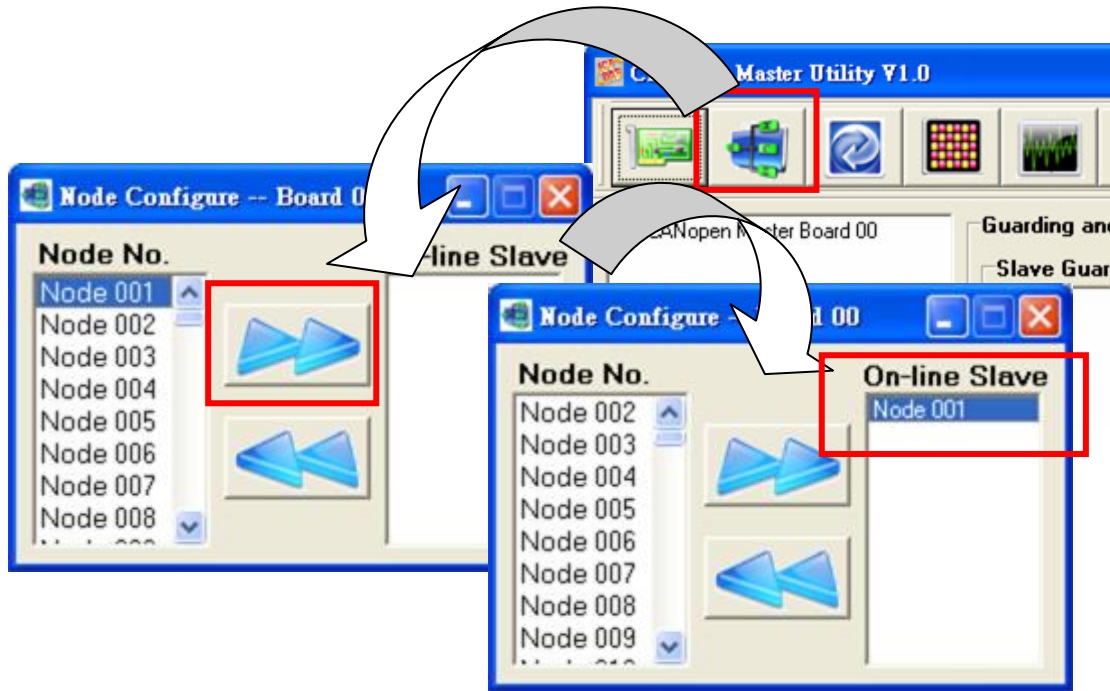 Master Utility V1.0
CANopen Master Board 00
Guarding and
Slave Guar
Node Configure -- Board 0
Node No.
-line Slave
Node 001
Node 002
Node 003
Node 004
Node 005
Node 006
Node 007
Node 008
Node Configure - d 00
Node No.
On-line Slave
Node 002
Node 003
Node 004
Node 005
Node 006
Node 007
Node 008
Node 009
Node 001